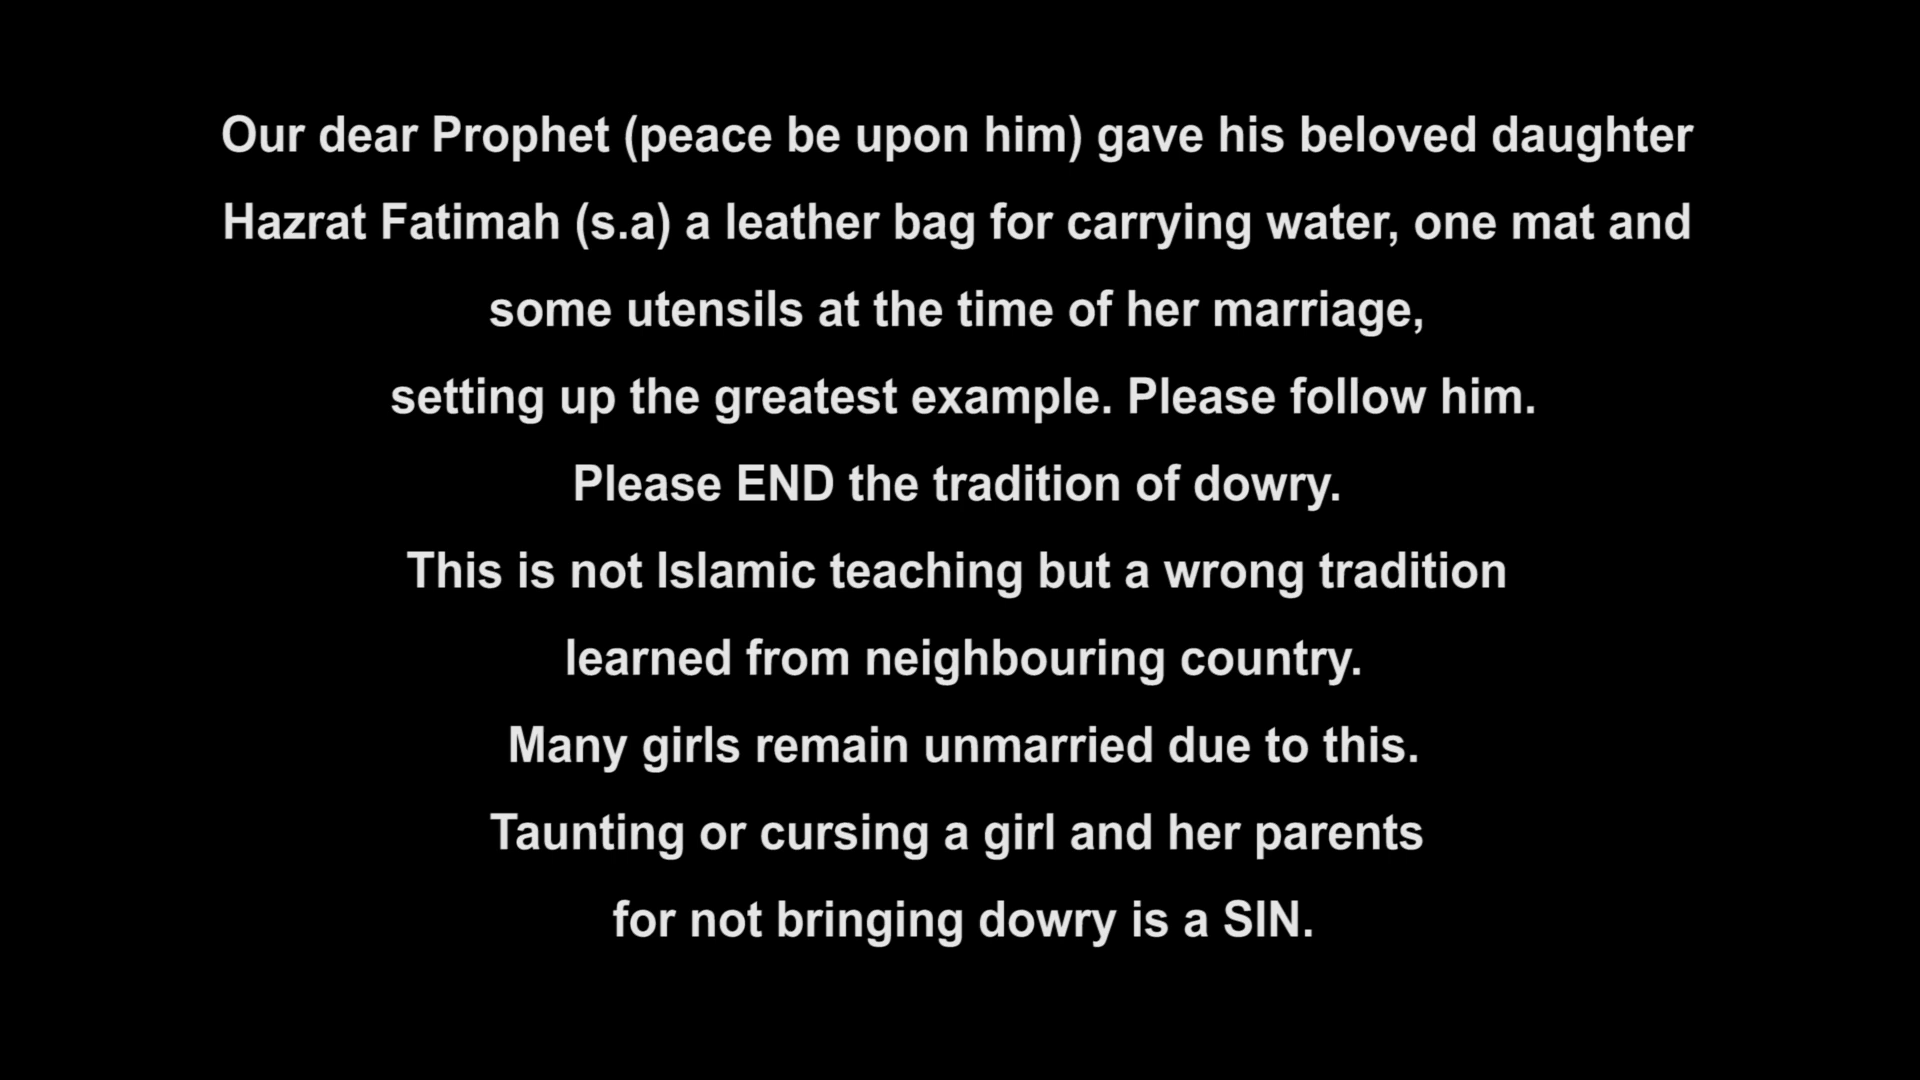 Our dear Prophet (peace be upon him) gave his beloved daughter
Hazrat Fatimah (s.a) a leather bag for carrying water, one mat and
some utensils at the time of her marriage,
setting up the greatest example. Please follow him.
Please END the tradition of dowry.
This is not Islamic teaching but a wrong tradition
learned from neighbouring country.
Many girls remain unmarried due to this.
Taunting or cursing a girl and her parents
for not bringing dowry is a SIN.